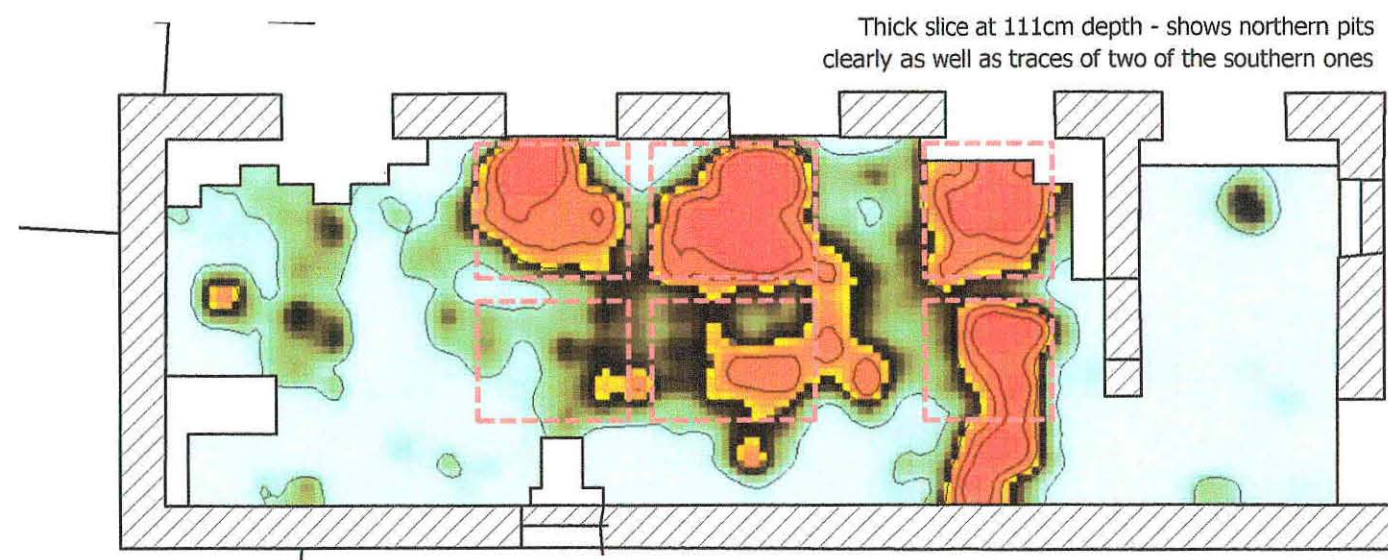 Thick slice at 111cm depth - shows northern pits
clearly as well as traces of two of the southern ones